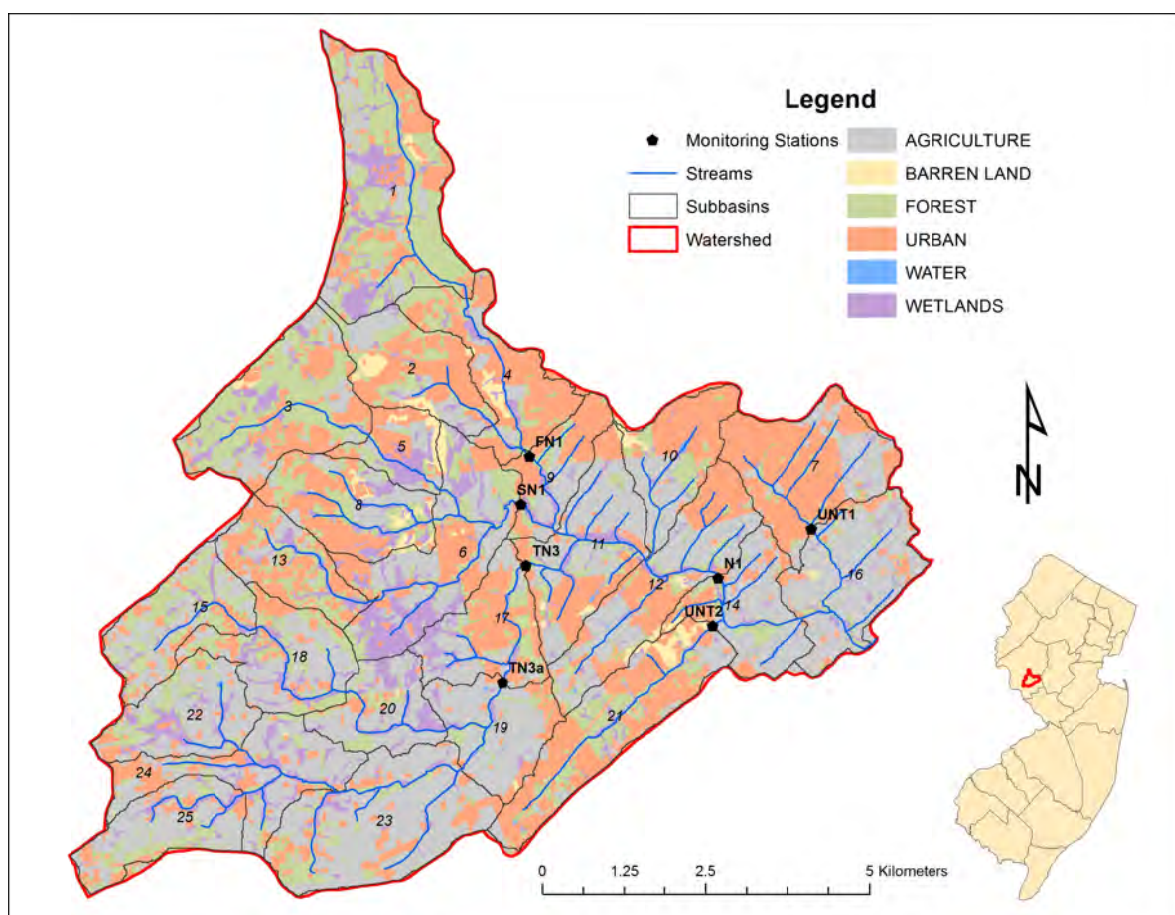 Legend
Monitoring Stations
Streams
Subbasins
Watershed
AGRICULTURE
BARREN LAND
FOREST
URBAN
WATER
WETLANDS
1
2
4
3
5
FN1
9
10
7
SN1
8
UNT1
11
6
TN3
13
N1
12
16
14
UNT2
15
17
18
TN3a
20
22
19
21
24
25
23
N
0 1.25 2.5 5 Kilometers